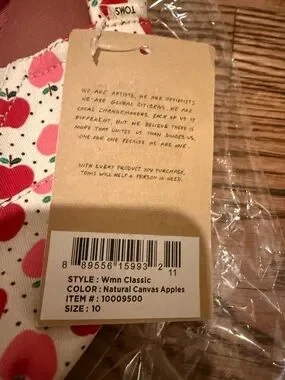 TOMS
WE ARE ARTISTS, WE ARE OPTIMISTS.
WE ARE GLOBAL CITIZENS. WE ARE
LOCAL CHANGEMAKERS. EACH OF US IS
DIFFERENT, BUT WE BELIEVE THERE IS
MORE THAT UNITES US THAN DIVIDES US.
ONE FOR ONE BECAUSE WE ARE ONE.
WITH EVERY PRODUCT YOU PURCHASE,
TOMS WILL HELP A PERSON IN NEED.
8 89556 15993 2
11
STYLE : Wmn Classic
COLOR : Natural Canvas Apples
ITEM # : 10009500
SIZE : 10